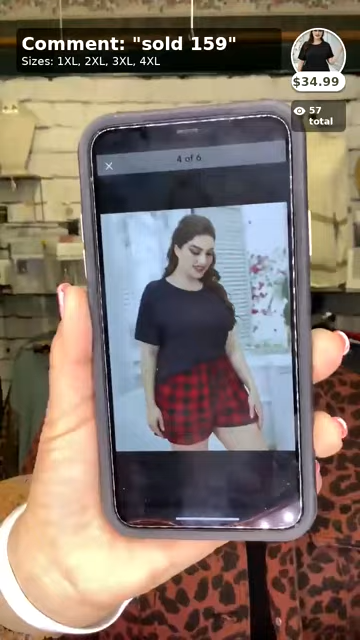 Comment: "sold 159"
Sizes: 1XL, 2XL, 3XL, 4XL
$34.99
57
total
4 of 6